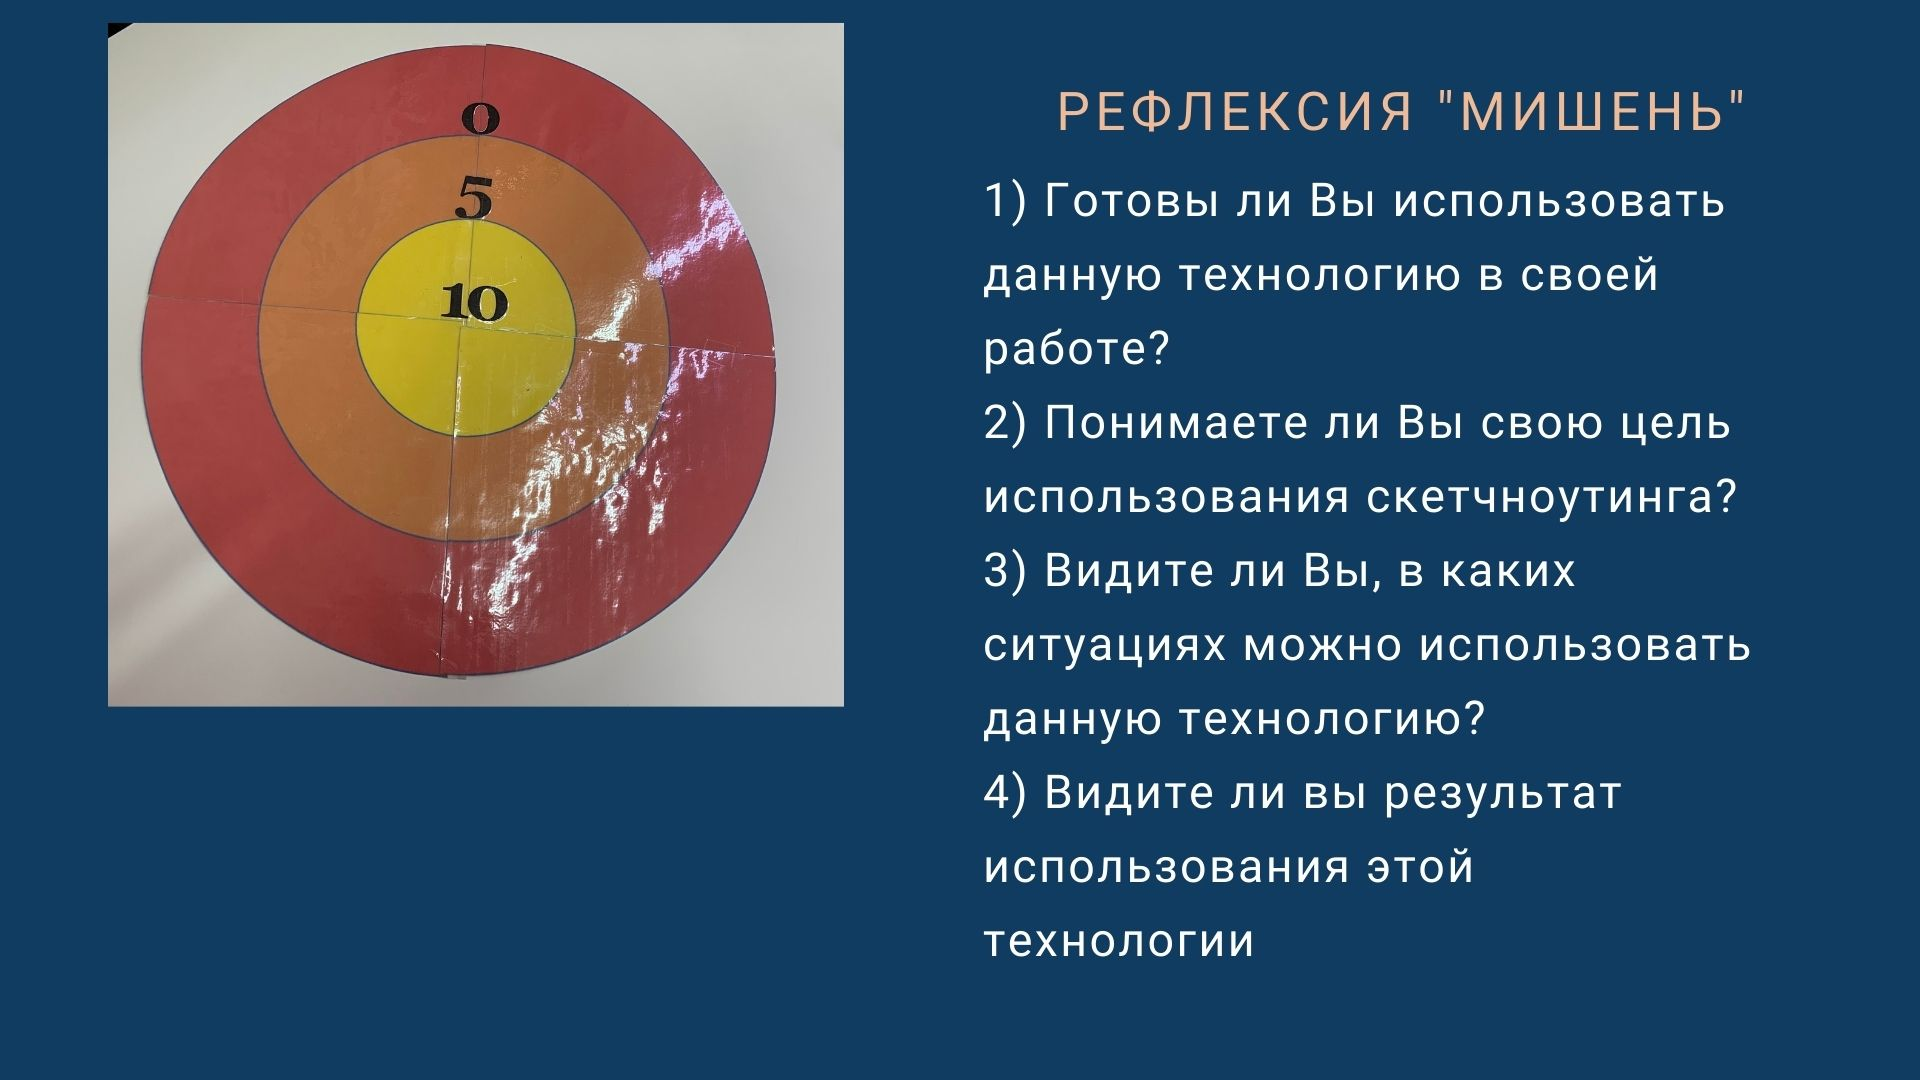 0
5
10
РЕФЛЕКСИЯ "МИШЕНЬ"
1) Готовы ли Вы использовать
данную технологию в своей
работе?
2) Понимаете ли Вы свою цель
использования скетчноутинга?
3) Видите ли Вы, в каких
ситуациях можно использовать
данную технологию?
4) Видите ли вы результат
использования этой
технологии